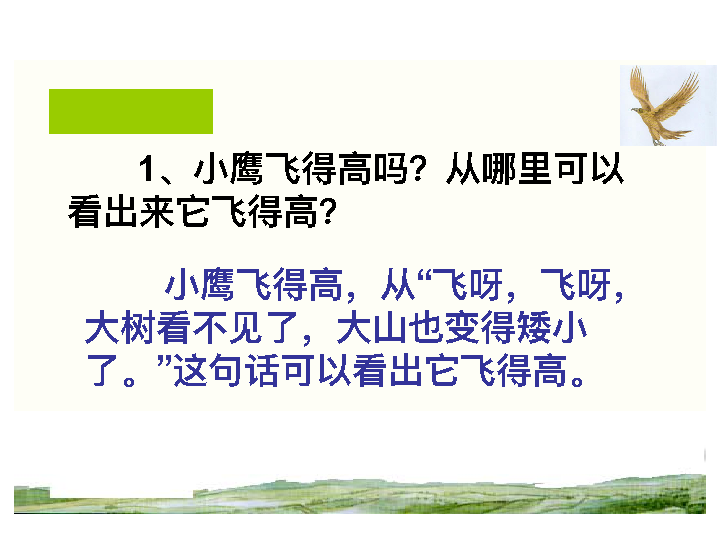 1、小鹰飞得高吗？从哪里可以
看出来它飞得高？
小鹰飞得高，从“飞呀，飞呀，
大树看不见了，大山也变得矮小
了。”这句话可以看出它飞得高。